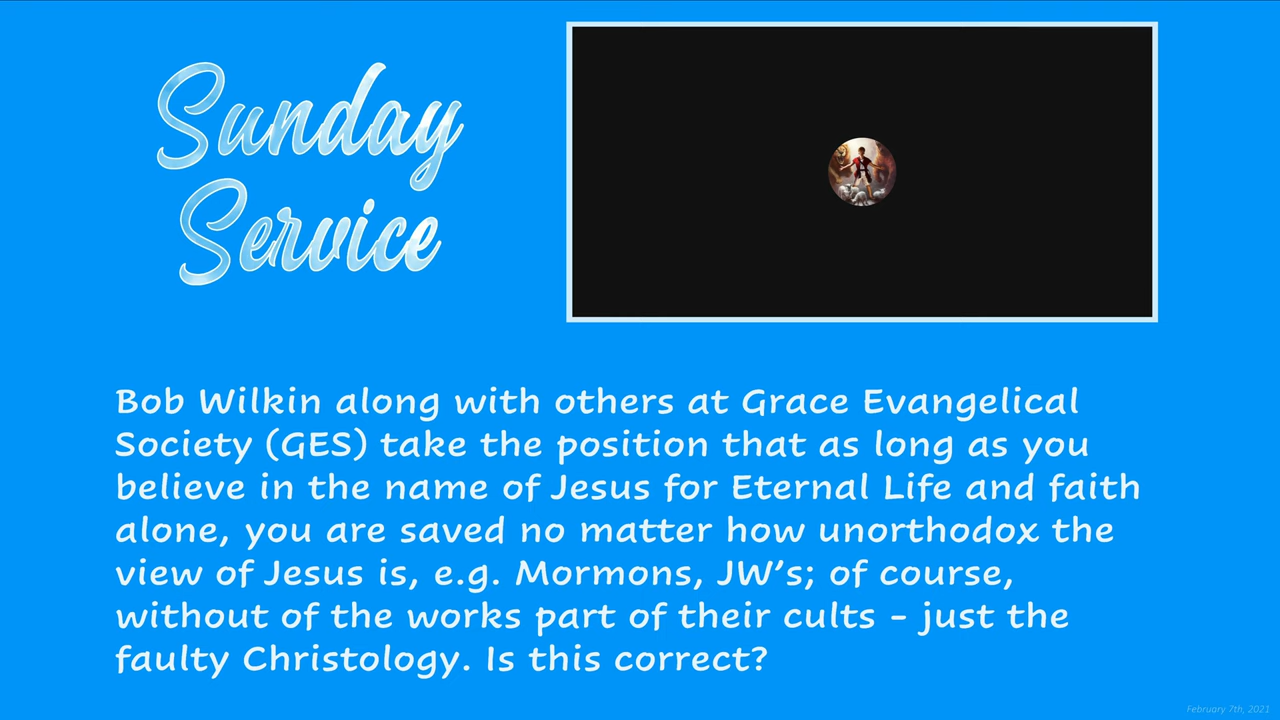 Sunday
Service
Bob Wilkin along with others at Grace Evangelical
Society (GES) take the position that as long as you
believe in the name of Jesus for Eternal Life and faith
alone, you are saved no matter how unorthodox the
view of Jesus is, e.g. Mormons, JW's; of course,
without of the works part of their cults - just the
faulty Christology. Is this correct?
February 7th, 2021